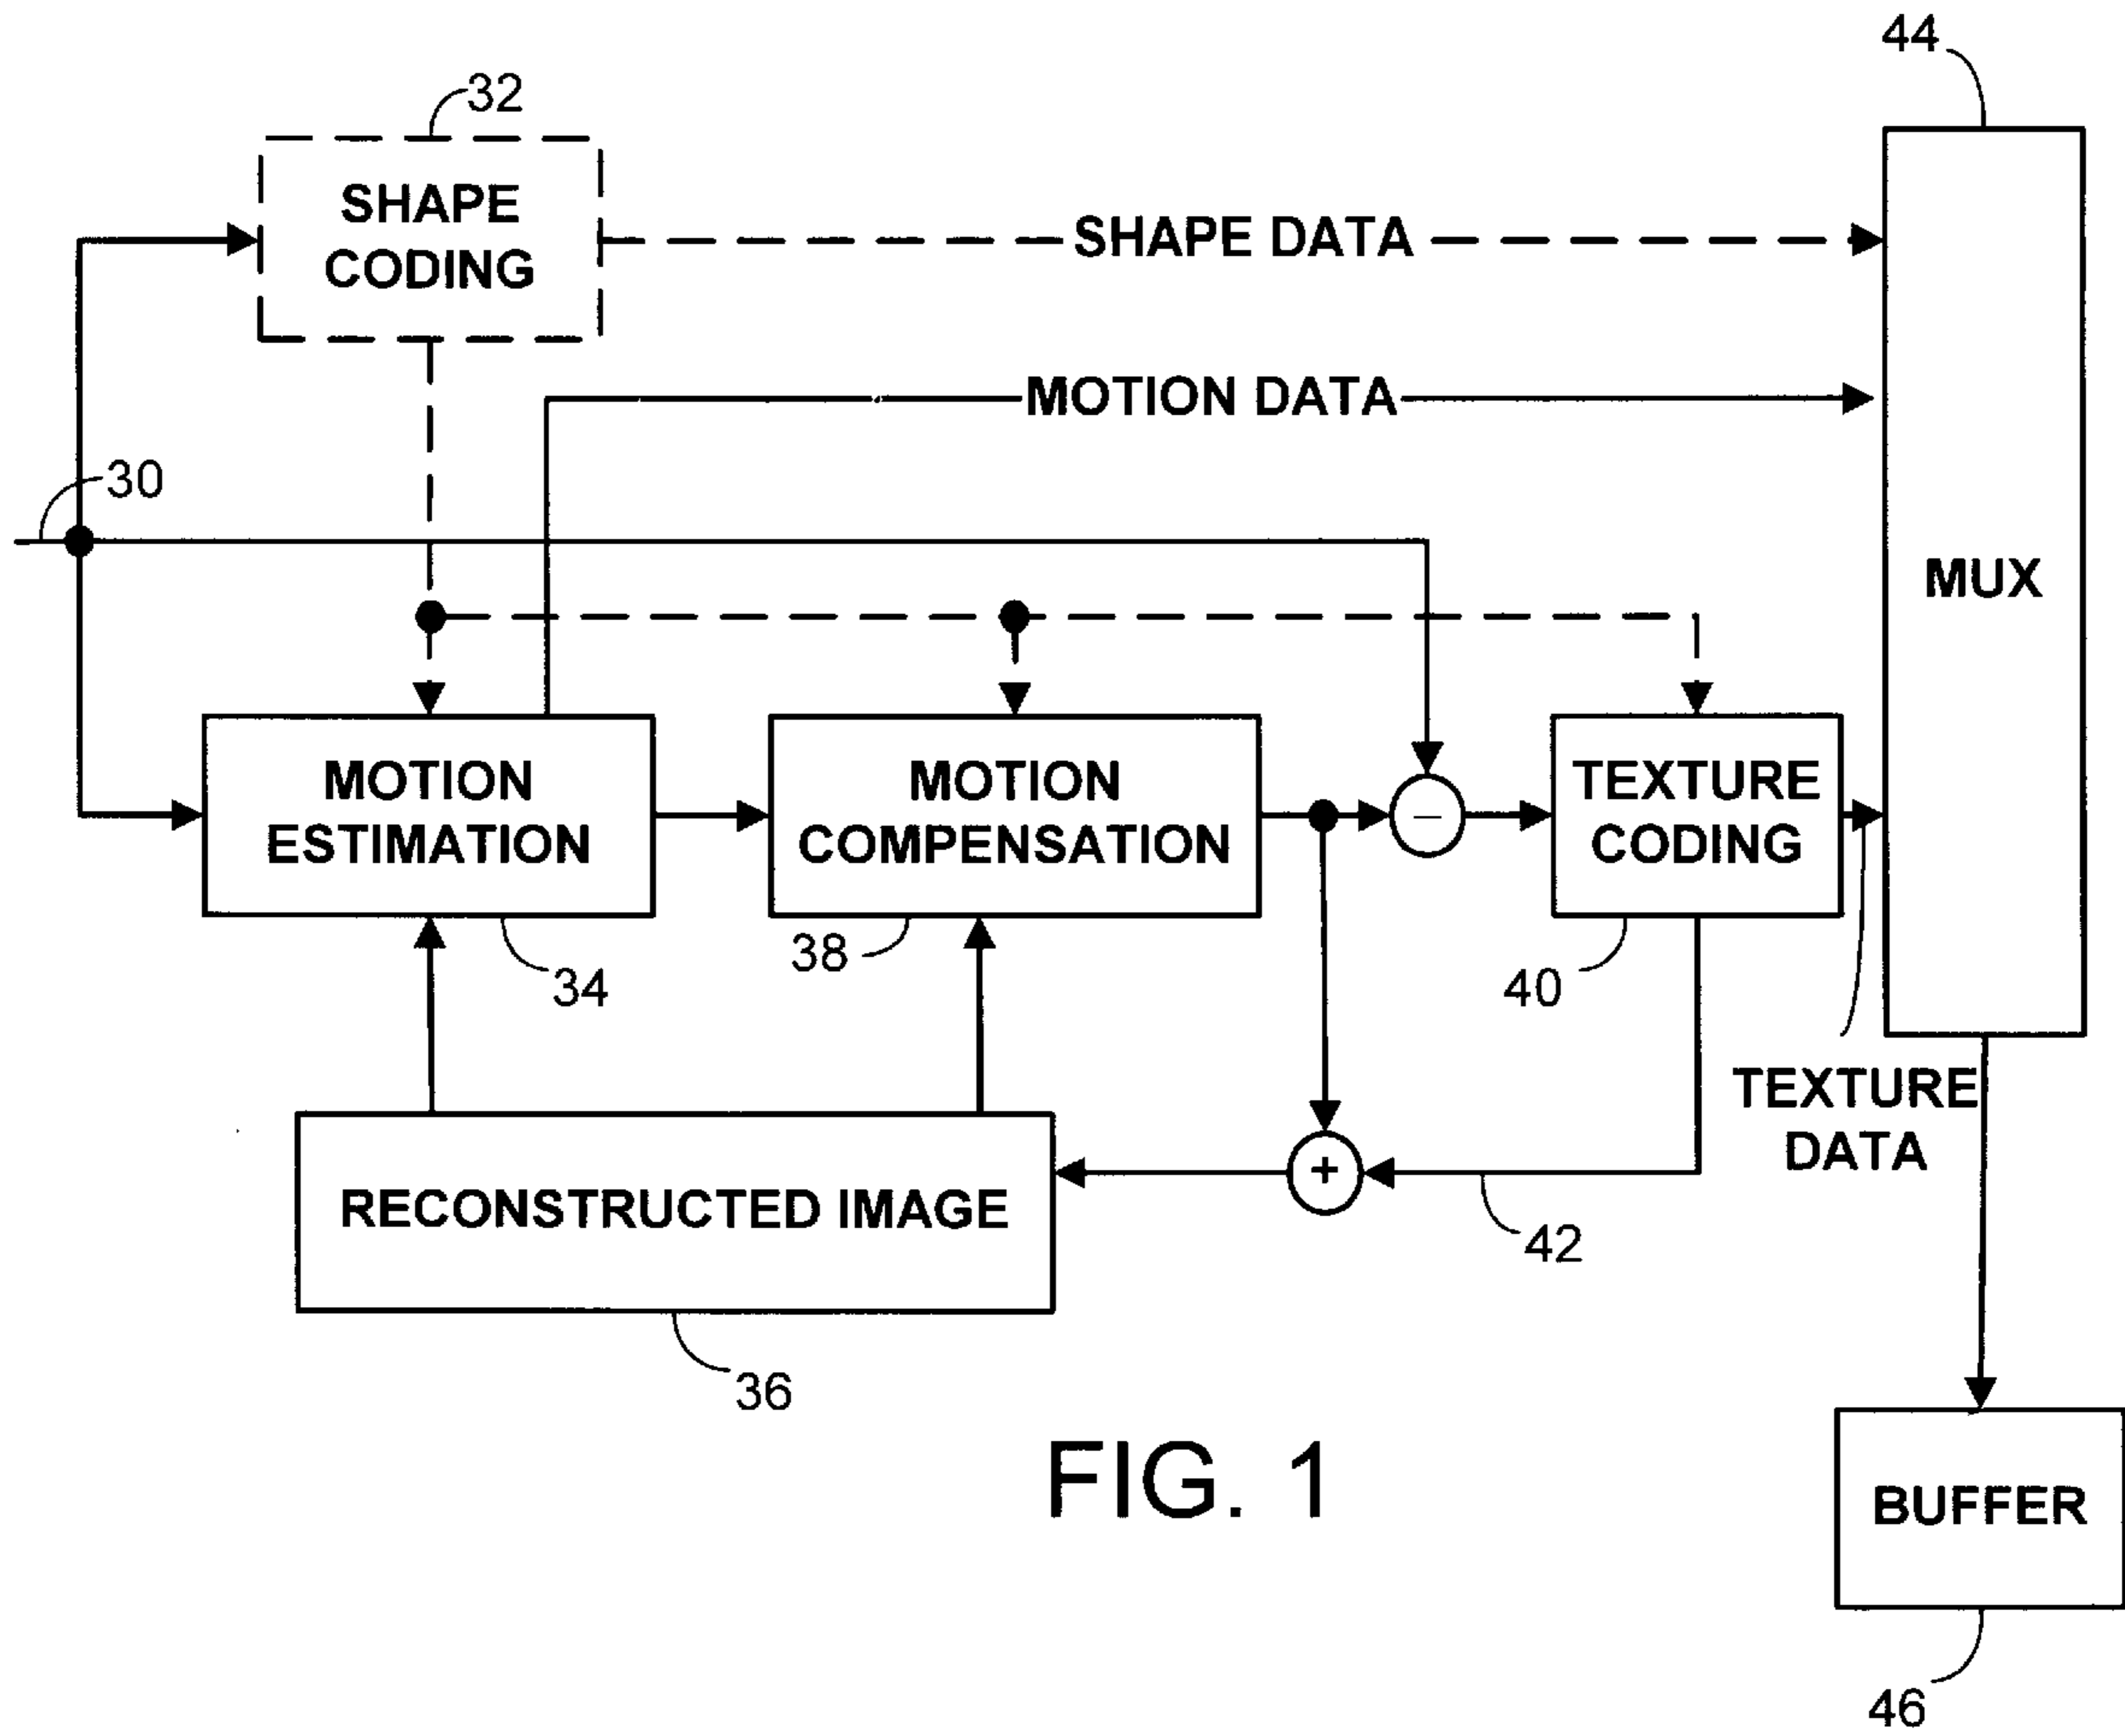 44
32
SHAPE
CODING
SHAPE DATA
MOTION DATA
30
MUX
MOTION
ESTIMATION
MOTION
COMPENSATION
–
TEXTURE
CODING
38
34
40
TEXTURE
DATA
+
RECONSTRUCTED IMAGE
42
36
FIG. 1
BUFFER
46